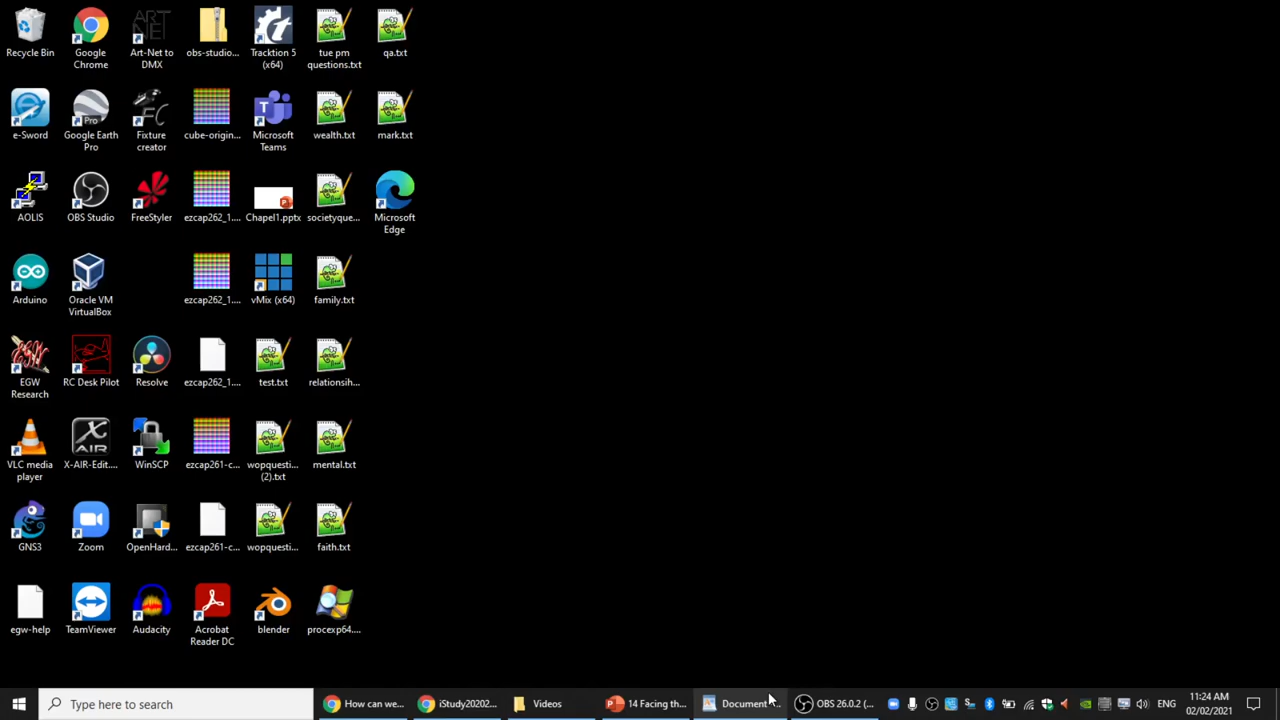 Recycle Bin
Google
Chrome
ART
NET
Art-Net to
DMX
obs-studio...
Tracktion 5
(x64)
tue pm
questions.txt
qa.txt
e-Sword
Pro
Google Earth
Pro
FC
Fixture
creator
cube-origin...
Microsoft
Teams
wealth.txt
mark.txt
AOLIS
OBS Studio
FreeStyler
ezcap262_1....
Chapel1.pptx
societyque...
Microsoft
Edge
Arduino
Oracle VM
VirtualBox
ezcap262_1....
vMix (x64)
family.txt
EGW
Research
RC Desk Pilot
Resolve
ezcap262_1....
test.txt
relationsih...
VLC media
player
X AIR
X-AIR-Edit....
WinSCP
ezcap261-c...
wopquesti...
(2).txt
mental.txt
GNS3
Zoom
OpenHard...
ezcap261-c...
wopquesti...
faith.txt
egw-help
TeamViewer
Audacity
Acrobat
Reader DC
blender
procexp64....
Type here to search
How can we...
iStudy20202...
Videos
14 Facing th...
Document ...
OBS 26.0.2 (...
ENG
11:24 AM
02/02/2021